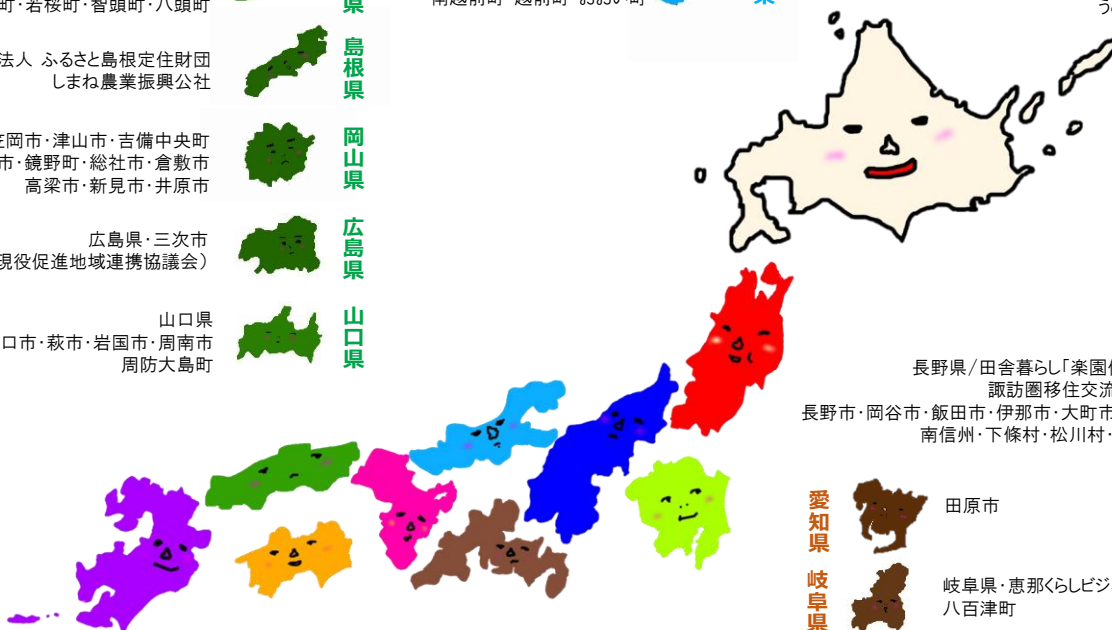 町・若桜町・智頭町・八頭町
県
法人 ふるさと島根定住財団
しまね農業振興公社
島根県
笠岡市・津山市・吉備中央町
市・鏡野町・総社市・倉敷市
高梁市・新見市・井原市
岡山県
広島県・三次市
現役促進地域連携協議会）
広島県
山口県
口市・萩市・岩国市・周南市
周防大島町
山口県
長野県/田舎暮らし「楽園
諏訪圏移住交流
長野市・岡谷市・飯田市・伊那市・大町市
南信州・下條村・松川村・
愛知県
田原市
岐阜県
岐阜県・恵那くらしビジ
八百津町